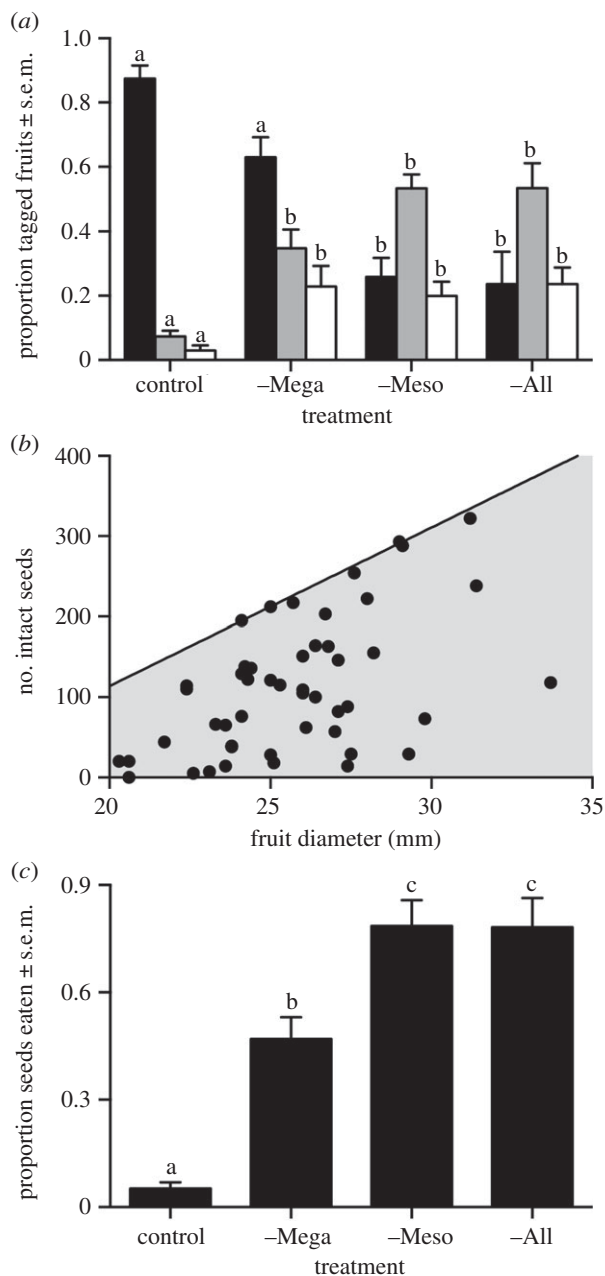 (a)
proportion tagged fruits ± s.e.m.
1.0
0.8
0.6
0.4
0.2
0
a
a
a
a
b
b
b
b
b
b
b
b
control
–Mega
–Meso
–All
treatment
(b)
no. intact seeds
400
300
200
100
0
20
25
30
35
fruit diameter (mm)
(c)
proportion seeds eaten ± s.e.m.
0.9
0.6
0.3
0
a
b
c
c
control
–Mega
–Meso
–All
treatment